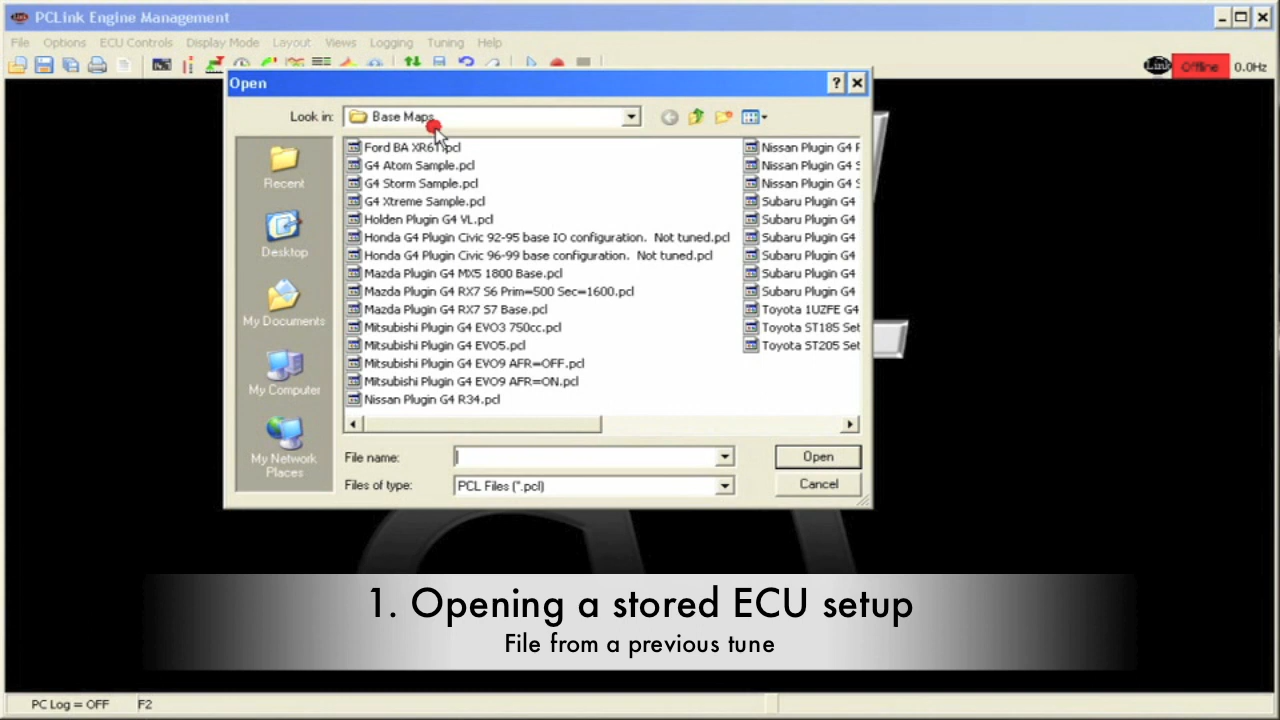 PCLink Engine Management
File Options ECU Controls Display Mode Layout Views Logging Tuning Help
Link Offline 0.0Hz
Open
Look in: Base Maps
Recent
Desktop
My Documents
My Computer
My Network Places
Ford BA XR6T.pcl
G4 Atom Sample.pcl
G4 Storm Sample.pcl
G4 Xtreme Sample.pcl
Holden Plugin G4 VL.pcl
Honda G4 Plugin Civic 92-95 base IO configuration. Not tuned.pcl
Honda G4 Plugin Civic 96-99 base configuration. Not tuned.pcl
Mazda Plugin G4 MX5 1800 Base.pcl
Mazda Plugin G4 RX7 S6 Prim=500 Sec=1600.pcl
Mazda Plugin G4 RX7 S7 Base.pcl
Mitsubishi Plugin G4 EVO3 750cc.pcl
Mitsubishi Plugin G4 EVO5.pcl
Mitsubishi Plugin G4 EVO9 AFR=OFF.pcl
Mitsubishi Plugin G4 EVO9 AFR=ON.pcl
Nissan Plugin G4 R34.pcl
Nissan Plugin G4
Nissan Plugin G4 S
Nissan Plugin G4 S
Subaru Plugin G4
Subaru Plugin G4
Subaru Plugin G4
Subaru Plugin G4
Subaru Plugin G4
Subaru Plugin G4
Toyota 1UZFE G4
Toyota ST185 Set
Toyota ST205 Set
File name:
Open
Files of type: PCL Files (*.pcl)
Cancel
1. Opening a stored ECU setup
File from a previous tune
PC Log = OFF F2